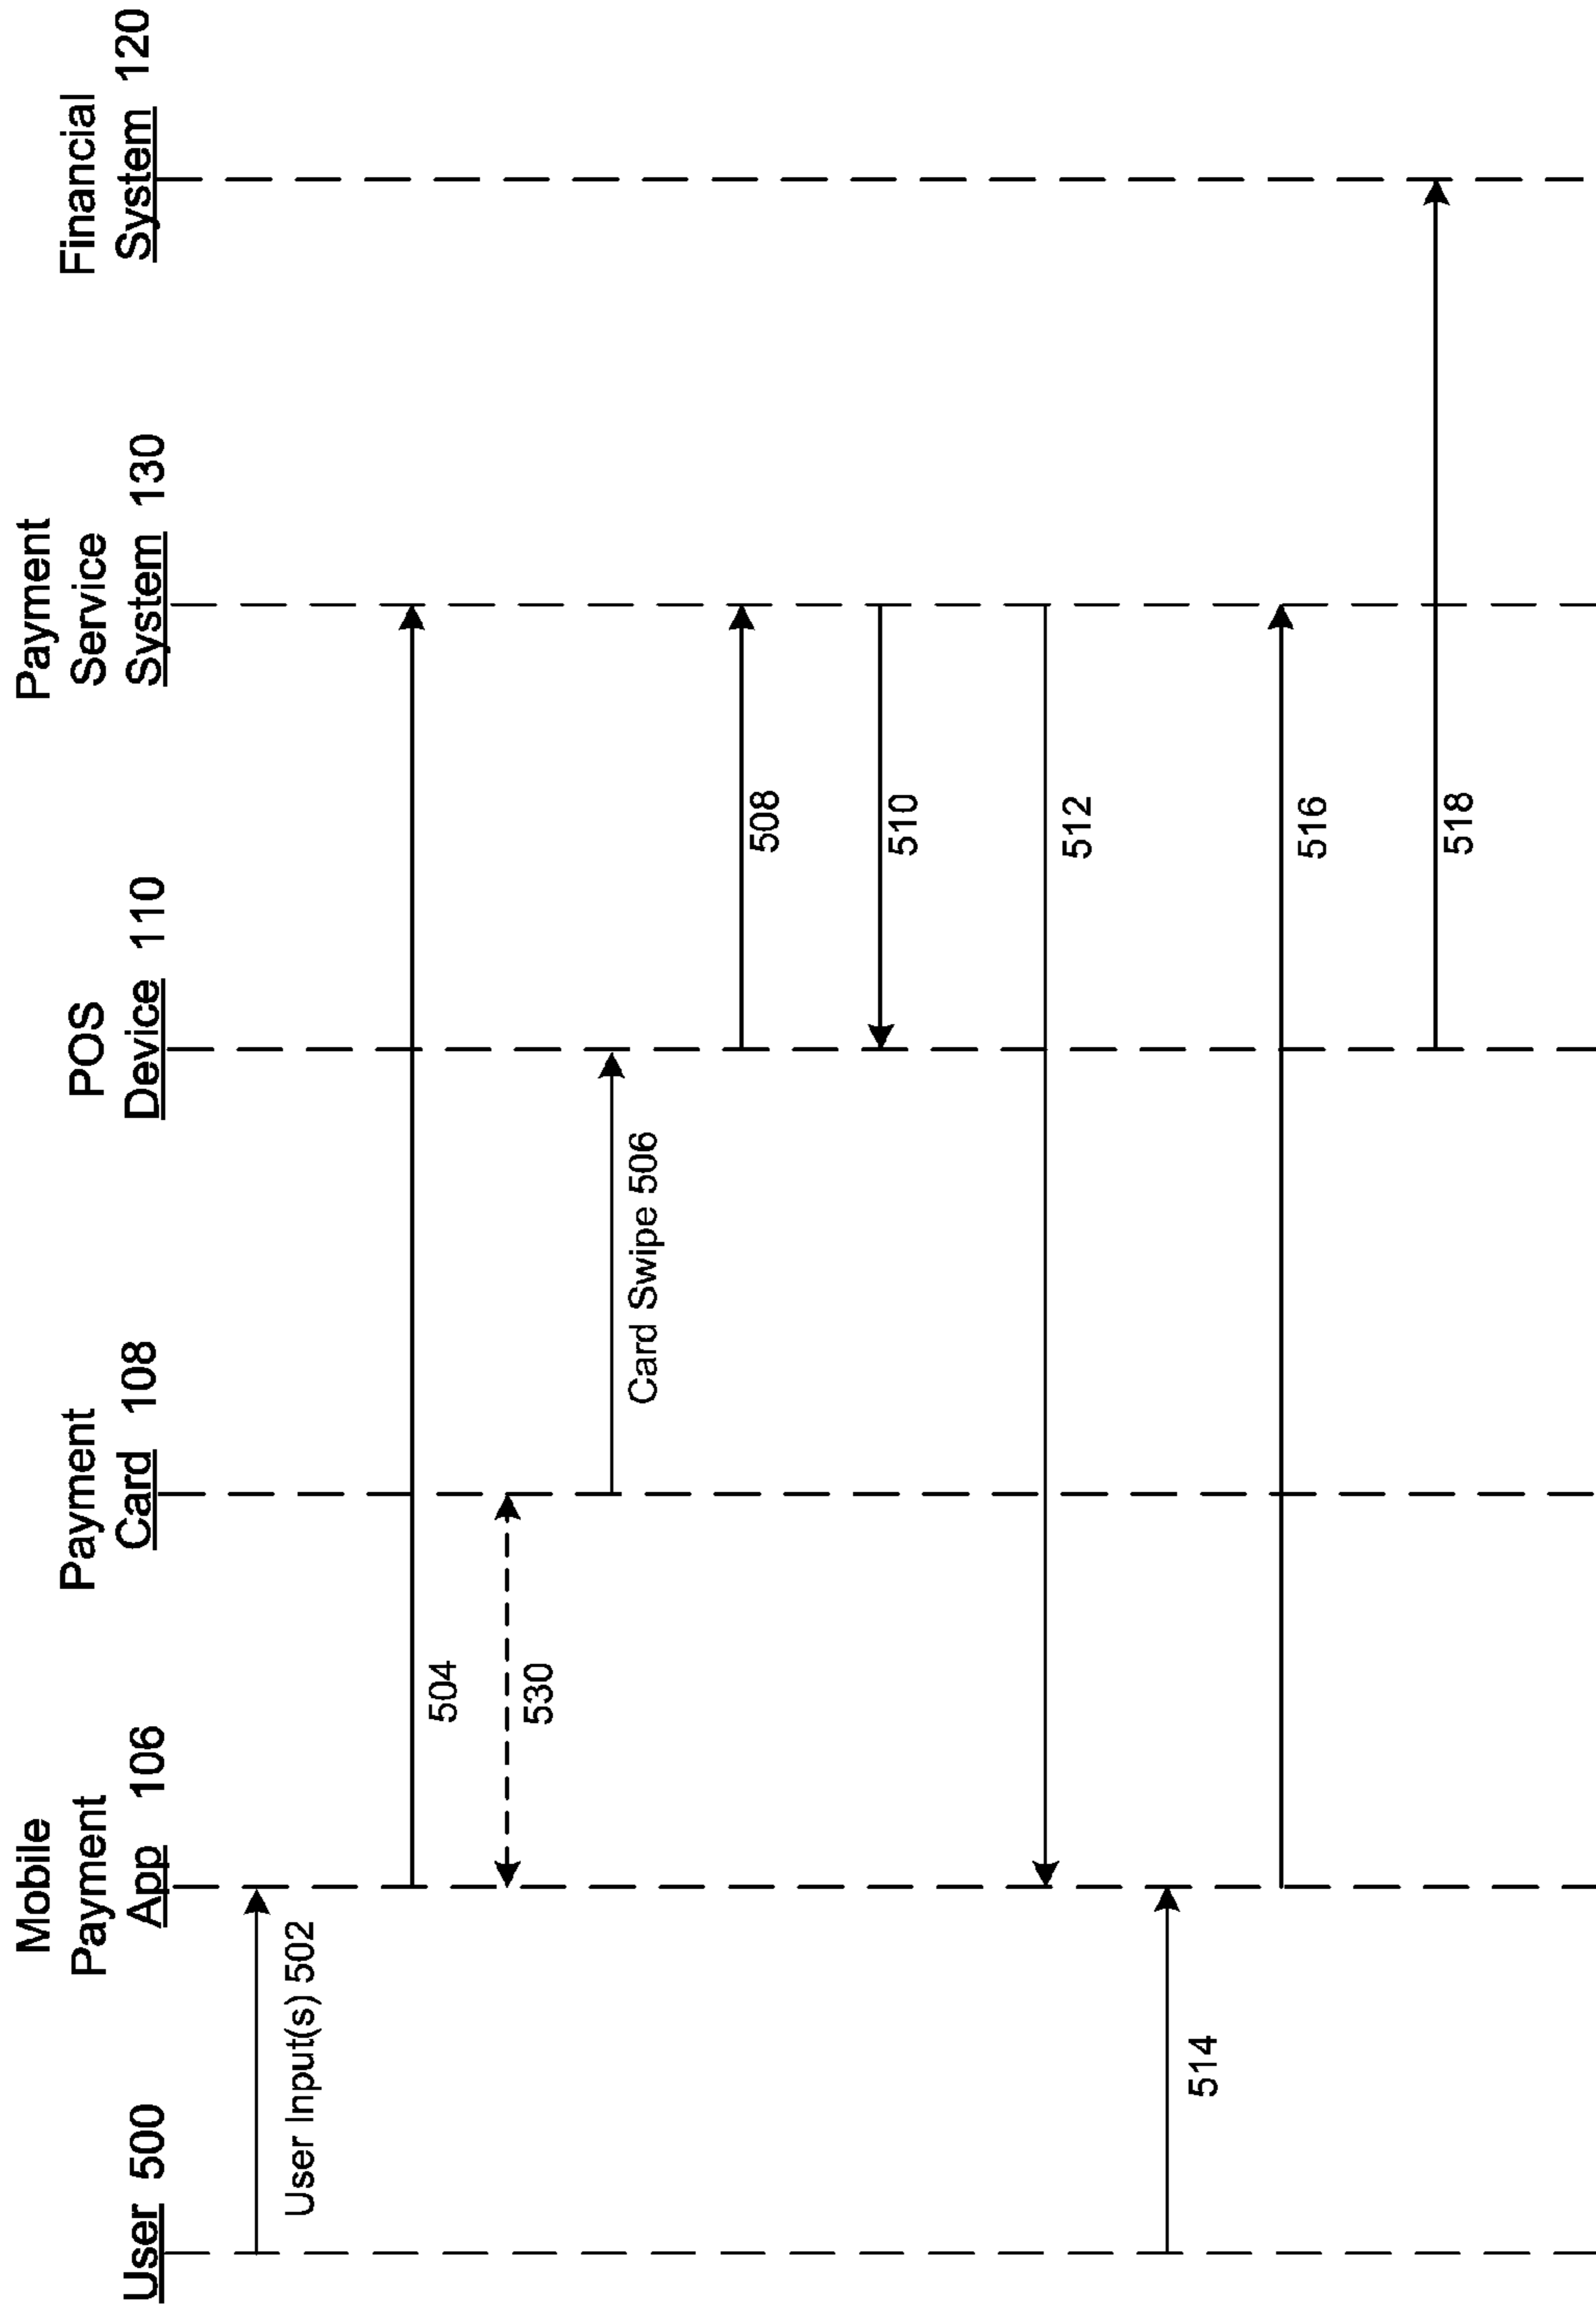 User 500
Mobile
Payment
App 106
Payment
Card 108
POS
Device 110
Payment
Service
System 130
Financial
System 120
User Input(s) 502
504
530
Card Swipe 506
508
510
512
514
516
518